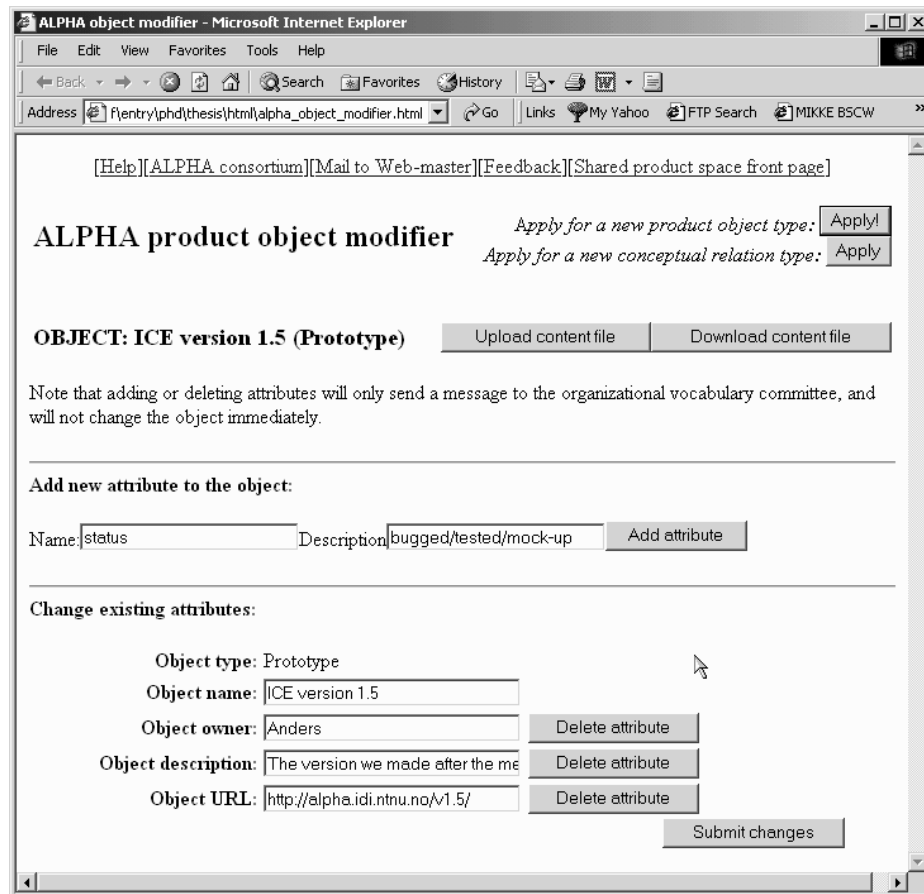 ALPHA object modifier - Microsoft Internet Explorer
File Edit View Favorites Tools Help
Back Search Favorites History
Address f\entry\phd\thesis\html\alpha_object_modifier.html Go Links My Yahoo FTP Search MIKKE BSCW »
[Help][ALPHA consortium][Mail to Web-master][Feedback][Shared product space front page]
ALPHA product object modifier
Apply for a new product object type: Apply!
Apply for a new conceptual relation type: Apply
OBJECT: ICE version 1.5 (Prototype) Upload content file Download content file
Note that adding or deleting attributes will only send a message to the organizational vocabulary committee, and
will not change the object immediately.
Add new attribute to the object:
Name: status Description bugged/tested/mock-up Add attribute
Change existing attributes:
Object type: Prototype
Object name: ICE version 1.5
Object owner: Anders Delete attribute
Object description: The version we made after the me Delete attribute
Object URL: http://alpha.idi.ntnu.no/v1.5/ Delete attribute
Submit changes